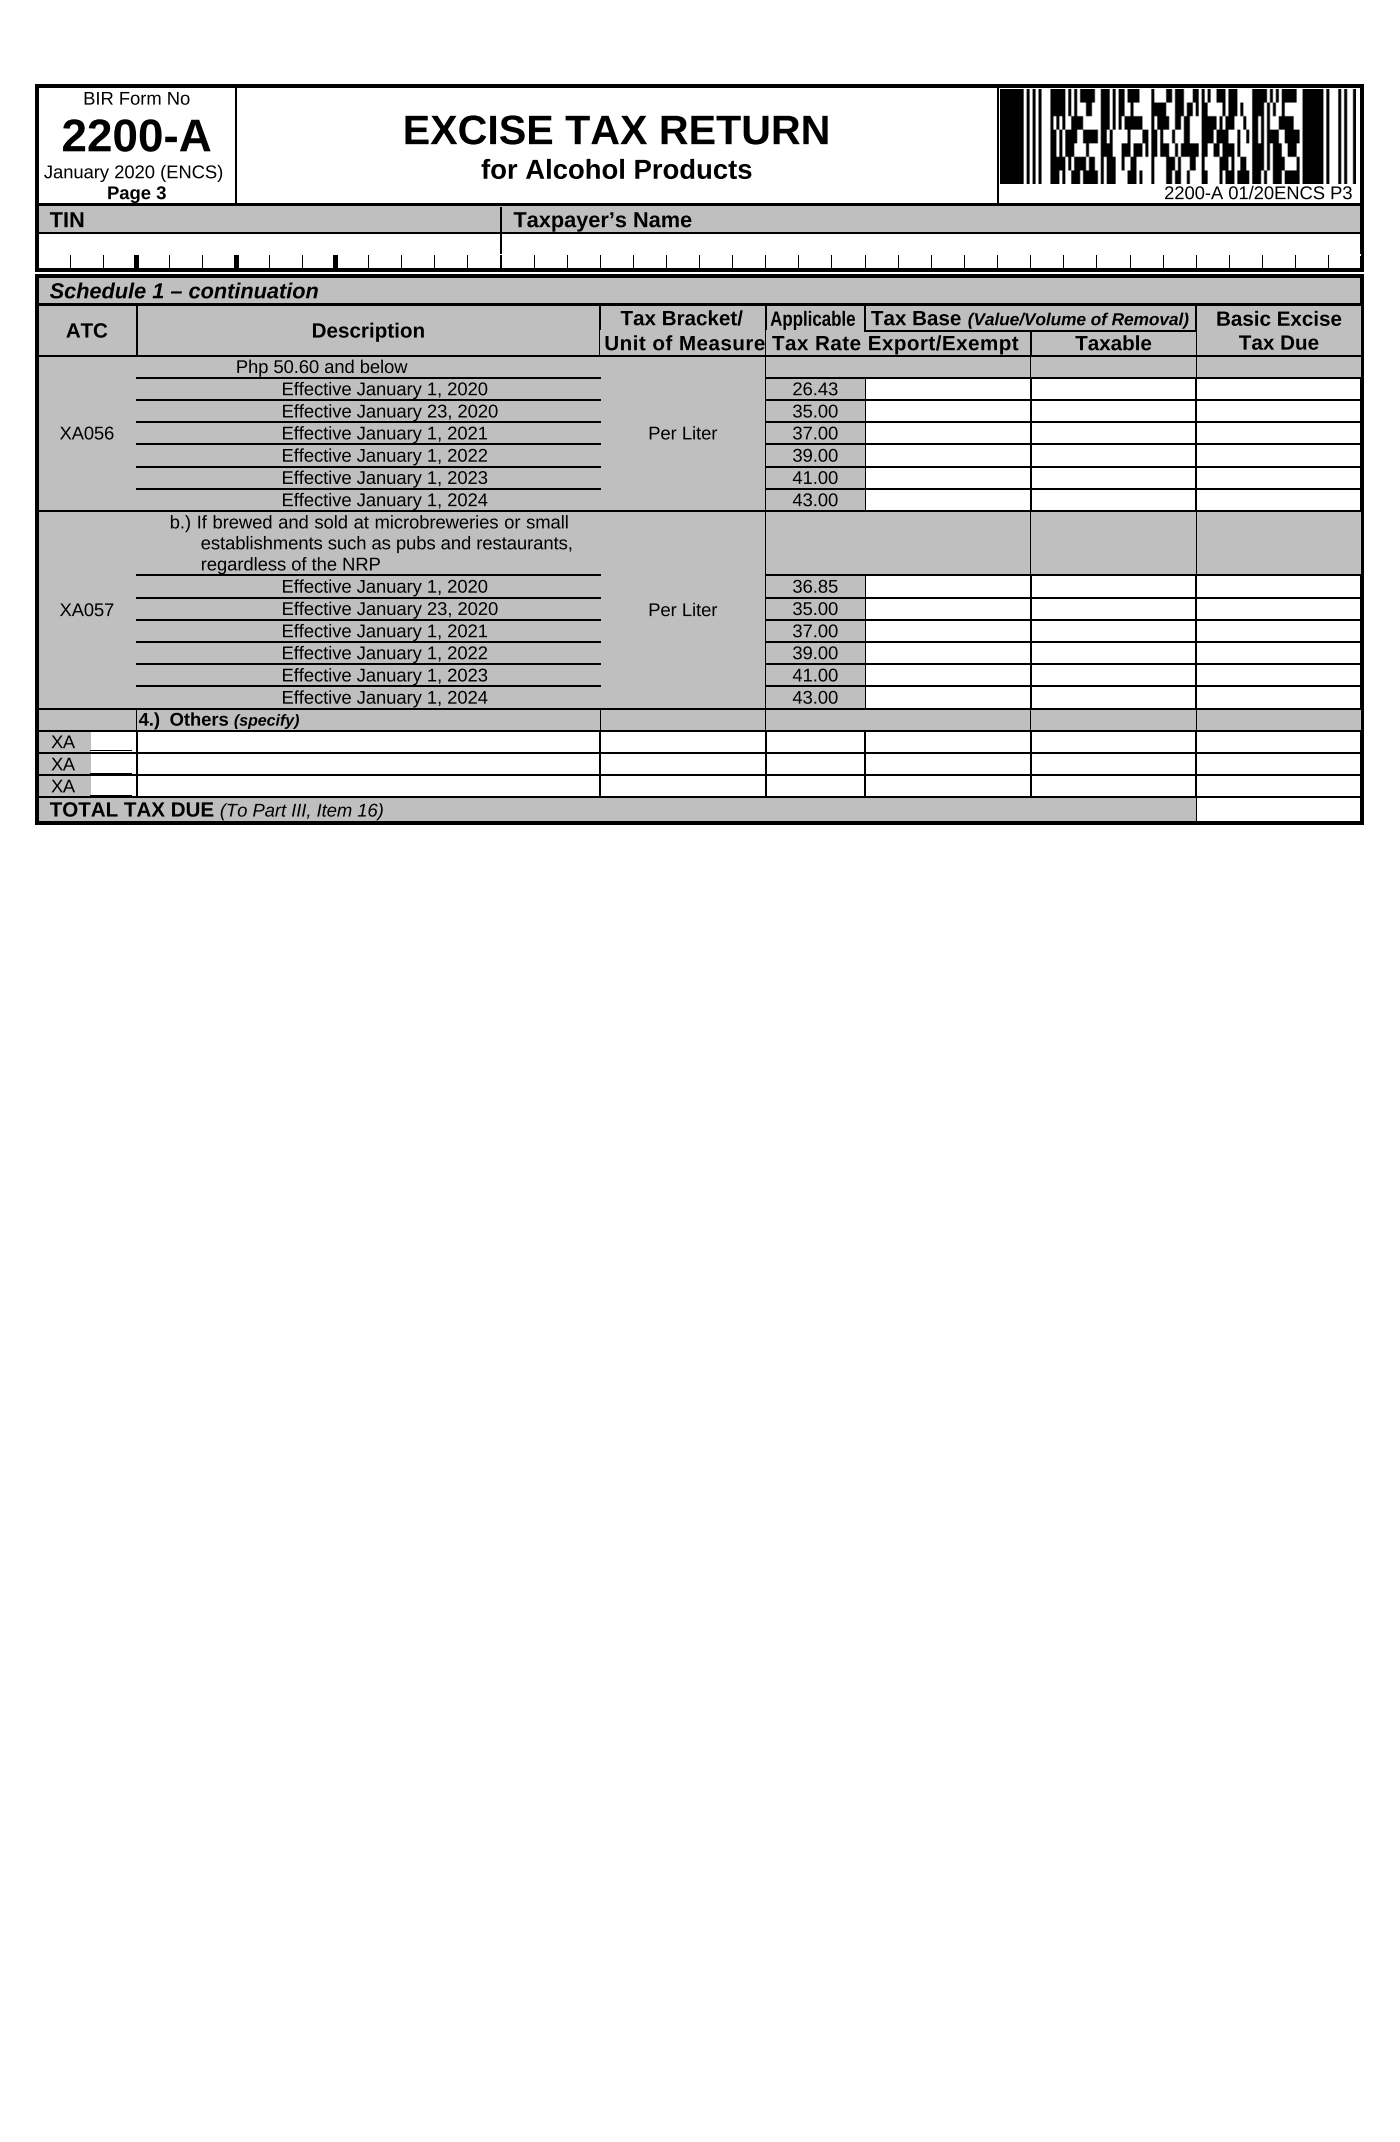 BIR Form No
2200-A
January 2020 (ENCS)
Page 3
EXCISE TAX RETURN
for Alcohol Products
2200-A 01/20ENCS P3
TIN
Taxpayer’s Name
Schedule 1 – continuation
ATC
Description
Tax Bracket/
Unit of Measure
Applicable
Tax Rate
Tax Base (Value/Volume of Removal)
Export/Exempt
Taxable
Basic Excise
Tax Due
XA056
Php 50.60 and below
Per Liter
Effective January 1, 2020 26.43
Effective January 23, 2020 35.00
Effective January 1, 2021 37.00
Effective January 1, 2022 39.00
Effective January 1, 2023 41.00
Effective January 1, 2024 43.00
XA057
b.) If brewed and sold at microbreweries or small
establishments such as pubs and restaurants,
regardless of the NRP
Per Liter
Effective January 1, 2020 36.85
Effective January 23, 2020 35.00
Effective January 1, 2021 37.00
Effective January 1, 2022 39.00
Effective January 1, 2023 41.00
Effective January 1, 2024 43.00
4.) Others (specify)
XA
XA
XA
TOTAL TAX DUE (To Part III, Item 16)